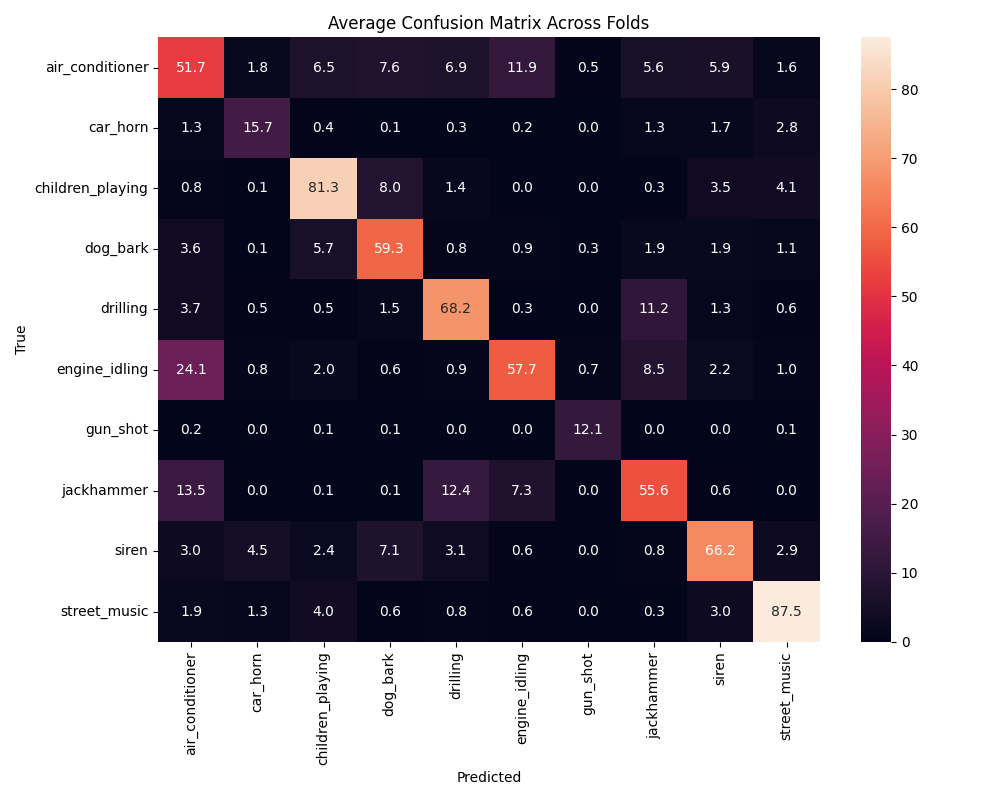 Average Confusion Matrix Across Folds
air_conditioner 51.7 1.8 6.5 7.6 6.9 11.9 0.5 5.6 5.9 1.6
car_horn 1.3 15.7 0.4 0.1 0.3 0.2 0.0 1.3 1.7 2.8
children_playing 0.8 0.1 81.3 8.0 1.4 0.0 0.0 0.3 3.5 4.1
dog_bark 3.6 0.1 5.7 59.3 0.8 0.9 0.3 1.9 1.9 1.1
drilling 3.7 0.5 0.5 1.5 68.2 0.3 0.0 11.2 1.3 0.6
engine_idling 24.1 0.8 2.0 0.6 0.9 57.7 0.7 8.5 2.2 1.0
gun_shot 0.2 0.0 0.1 0.1 0.0 0.0 12.1 0.0 0.0 0.1
jackhammer 13.5 0.0 0.1 0.1 12.4 7.3 0.0 55.6 0.6 0.0
siren 3.0 4.5 2.4 7.1 3.1 0.6 0.0 0.8 66.2 2.9
street_music 1.9 1.3 4.0 0.6 0.8 0.6 0.0 0.3 3.0 87.5
True
air_conditioner
car_horn
children_playing
dog_bark
drilling
engine_idling
gun_shot
jackhammer
siren
street_music
Predicted
80
70
60
50
40
30
20
10
0